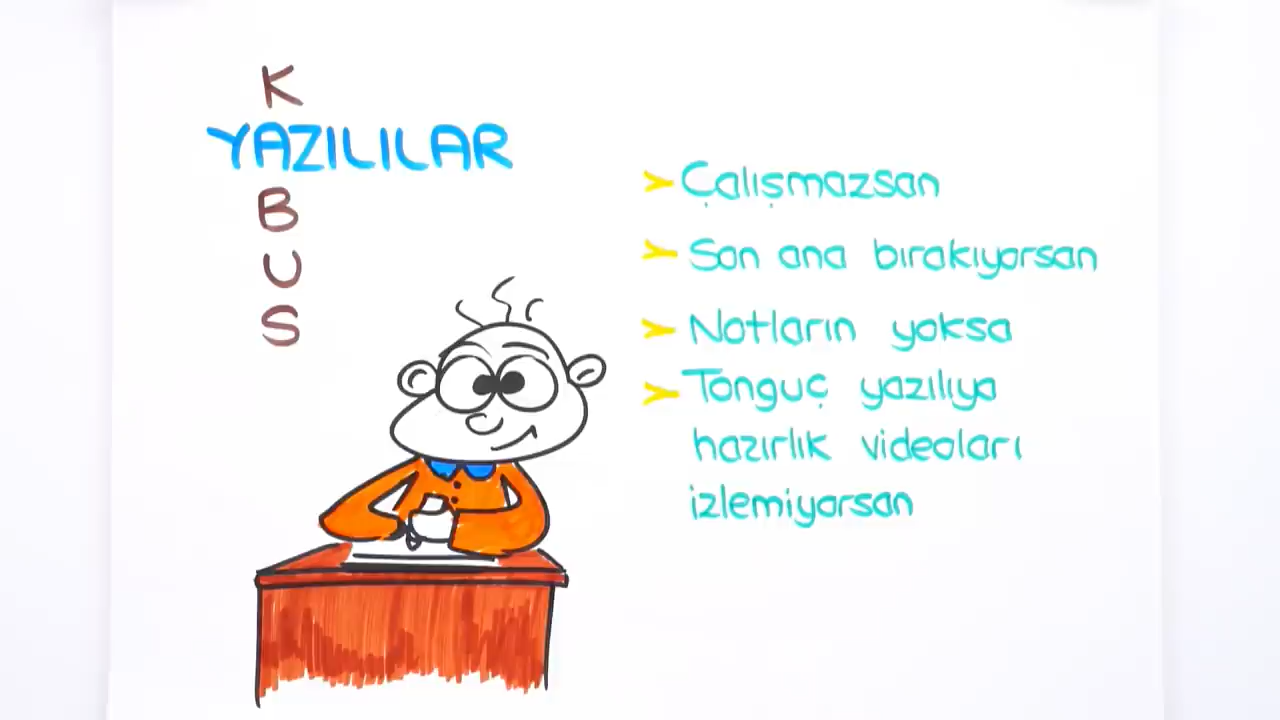 K
YAZILILAR
B
U
S
Çalışmazsan
Son ana bırakıyorsan
Notların yoksa
Tonguç yazılıya
hazırlık videoları
izlemiyorsan